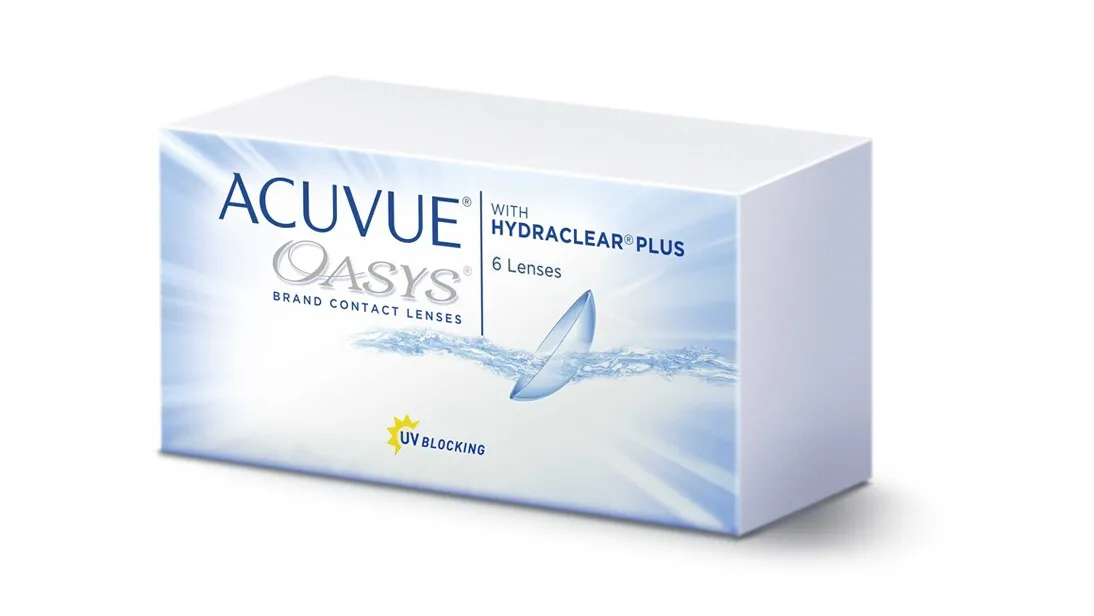 ACUVUE®
OASYS®
BRAND CONTACT LENSES
WITH
HYDRACLEAR® PLUS
6 Lenses
UV BLOCKING